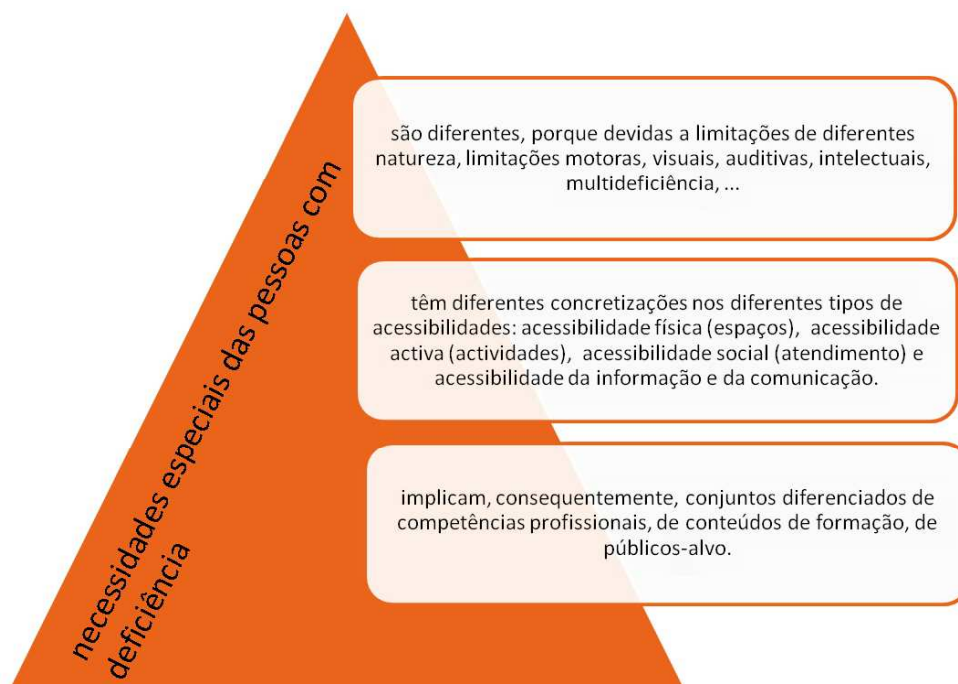 necessidades especiais das pessoas com
deficiência
são diferentes, porque devidas a limitações de diferentes
natureza, limitações motoras, visuais, auditivas, intelectuais,
multideficiência, ...
têm diferentes concretizações nos diferentes tipos de
acessibilidades: acessibilidade física (espaços), acessibilidade
activa (actividades), acessibilidade social (atendimento) e
acessibilidade da informação e da comunicação.
implicam, consequentemente, conjuntos diferenciados de
competências profissionais, de conteúdos de formação, de
públicos-alvo.